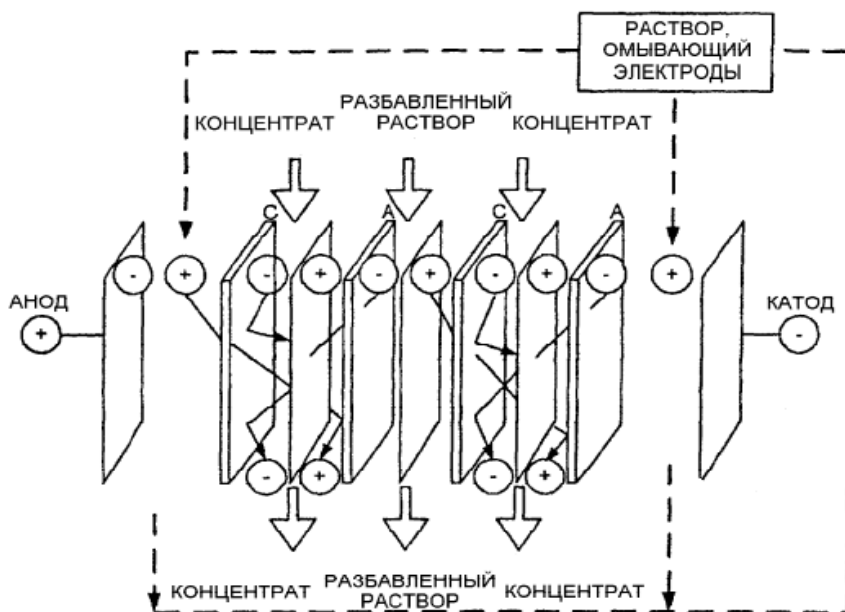 РАСТВОР,
ОМЫВАЮЩИЙ
ЭЛЕКТРОДЫ
РАЗБАВЛЕННЫЙ
КОНЦЕНТРАТ РАСТВОР КОНЦЕНТРАТ
С А С А
- + - + - + - + - +
АНОД КАТОД
+ -
- + - +
КОНЦЕНТРАТ РАЗБАВЛЕННЫЙ КОНЦЕНТРАТ
РАСТВОР